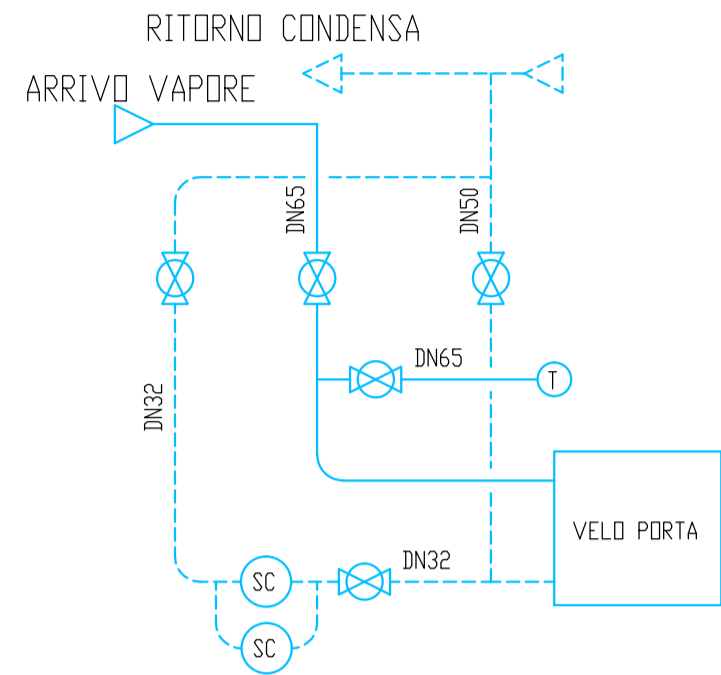 RITORNO CONDENSA
ARRIVO VAPORE
DN65
DN50
DN65
T
DN32
VELO PORTA
DN32
SC
SC